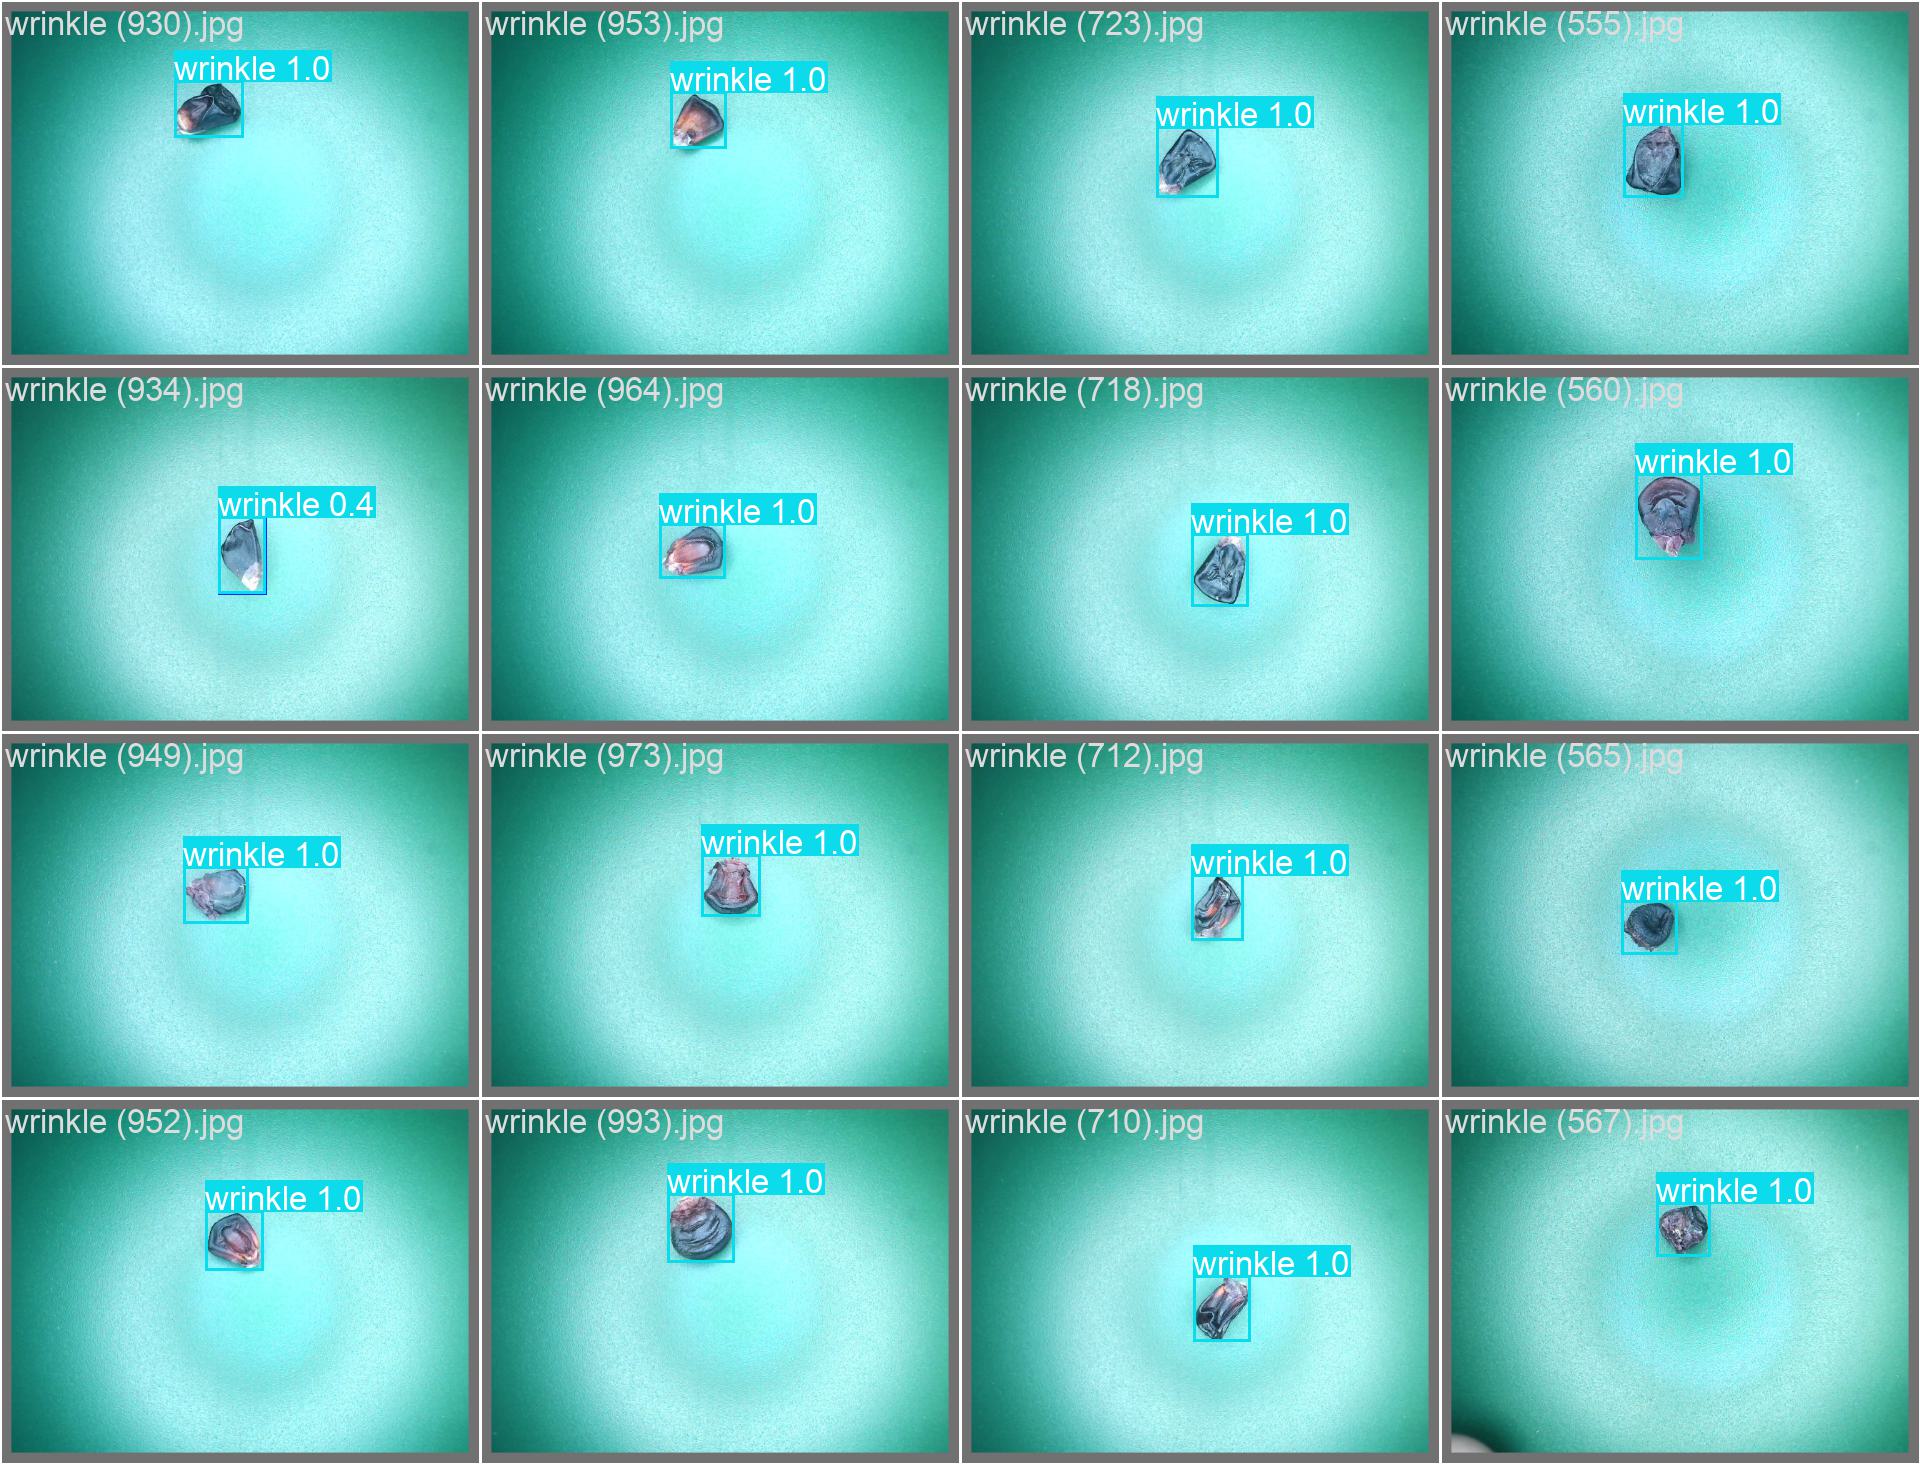 wrinkle (930).jpg
wrinkle 1.0
wrinkle (953).jpg
wrinkle 1.0
wrinkle (723).jpg
wrinkle 1.0
wrinkle (555).jpg
wrinkle 1.0
wrinkle (934).jpg
wrinkle 0.4
wrinkle (964).jpg
wrinkle 1.0
wrinkle (718).jpg
wrinkle 1.0
wrinkle (560).jpg
wrinkle 1.0
wrinkle (949).jpg
wrinkle 1.0
wrinkle (973).jpg
wrinkle 1.0
wrinkle (712).jpg
wrinkle 1.0
wrinkle (565).jpg
wrinkle 1.0
wrinkle (952).jpg
wrinkle 1.0
wrinkle (993).jpg
wrinkle 1.0
wrinkle (710).jpg
wrinkle 1.0
wrinkle (567).jpg
wrinkle 1.0